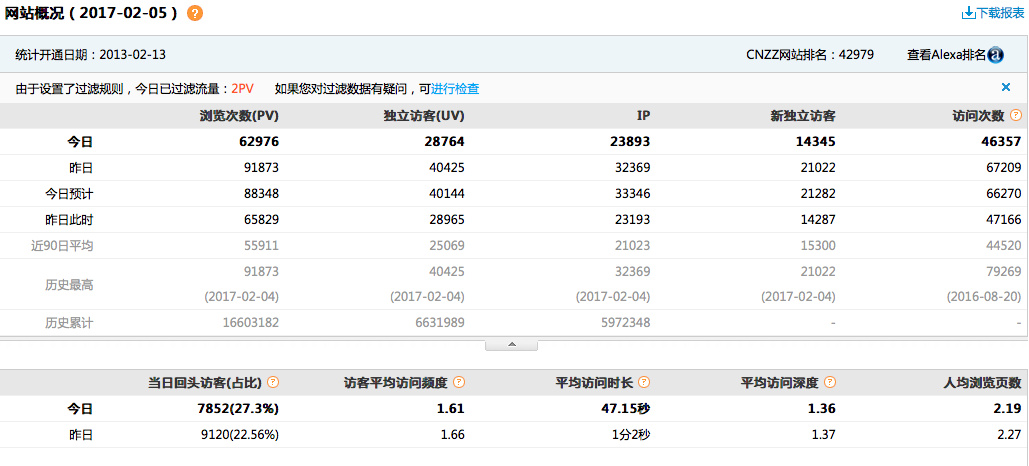 网站概况（2017-02-05） ?
下载报表
统计开通日期：2013-02-13 CNZZ网站排名：42979 查看Alexa排名 a
由于设置了过滤规则，今日已过滤流量：2PV 如果您对过滤数据有疑问，可进行检查 ×
浏览次数(PV) 独立访客(UV) IP 新独立访客 访问次数 ?
今日 62976 28764 23893 14345 46357
昨日 91873 40425 32369 21022 67209
今日预计 88348 40144 33346 21282 66270
昨日此时 65829 28965 23193 14287 47166
近90日平均 55911 25069 21023 15300 44520
历史最高 91873 40425 32369 21022 79269
(2017-02-04) (2017-02-04) (2017-02-04) (2017-02-04) (2016-08-20)
历史累计 16603182 6631989 5972348 - -
当日回头访客(占比) ? 访客平均访问频度 ? 平均访问时长 ? 平均访问深度 ? 人均浏览页数
今日 7852(27.3%) 1.61 47.15秒 1.36 2.19
昨日 9120(22.56%) 1.66 1分2秒 1.37 2.27